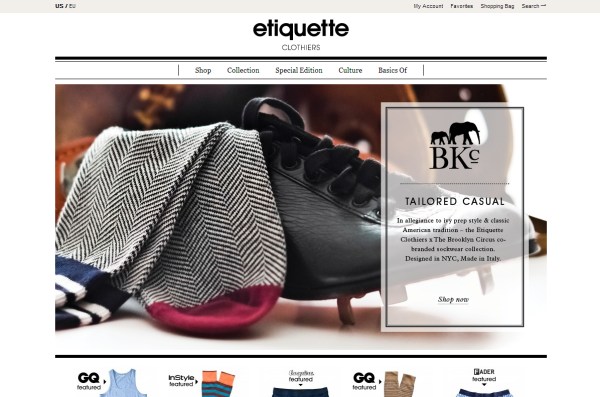 US / EU
My Account Favorites Shopping Bag Search
etiquette
CLOTHIERS
Shop Collection Special Edition Culture Basics Of
BKc
TAILORED CASUAL
In allegiance to ivy prep style & classic
American tradition – the Etiquette
Clothiers x The Brooklyn Circus co-
branded sockwear collection.
Designed in NYC, Made in Italy.
Shop now
GQ
featured
InStyle
featured
featured
GQ
featured
FADER
featured